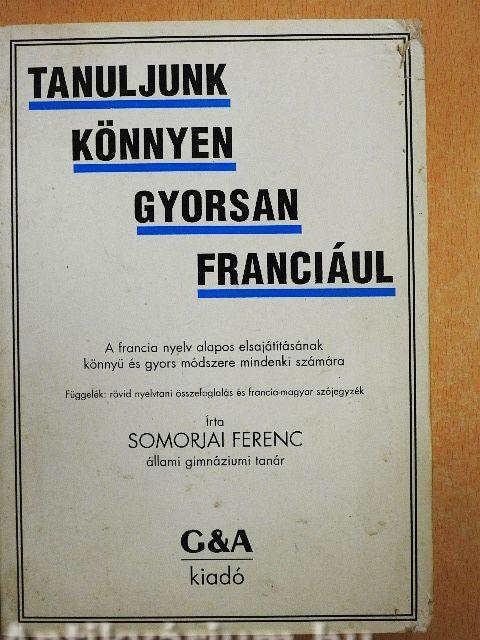 TANULJUNK
KÖNNYEN
GYORSAN
FRANCIÁUL
A francia nyelv alapos elsajátításának
könnyü és gyors módszere mindenki számára
Függelék: rövid nyelvtani összefoglalás és francia-magyar szójegyzék
Írta
SOMORJAI FERENC
állami gimnáziumi tanár
G&A
kiadó